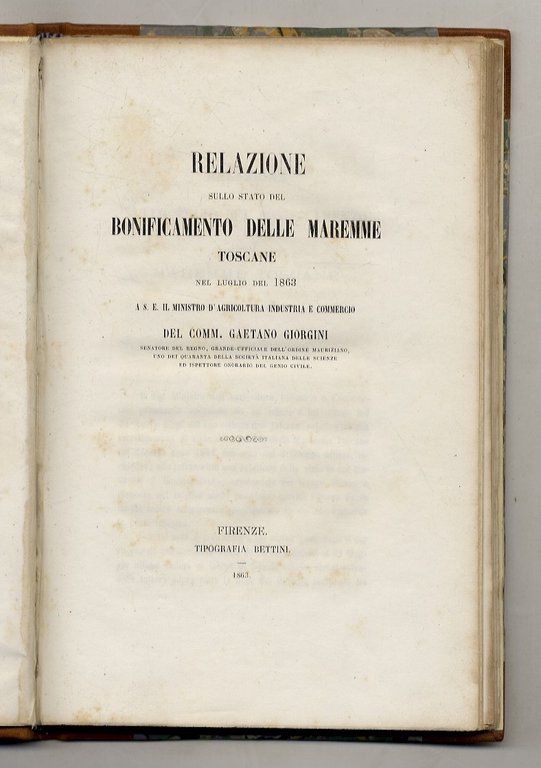 RELAZIONE
SULLO STATO DEL
BONIFICAMENTO DELLE MAREMME
TOSCANE
NEL LUGLIO DEL 1863
A S. E. IL MINISTRO D'AGRICOLTURA INDUSTRIA E COMMERCIO
DEL COMM. GAETANO GIORGINI
SENATORE DEL REGNO, GRANDE-UFFICIALE DELL'ORDINE MAURIZIANO,
UNO DEI QUARANTA DELLA SOCIETÀ ITALIANA DELLE SCIENZE
ED ISPETTORE ONORARIO DEL GENIO CIVILE.
FIRENZE.
TIPOGRAFIA BETTINI.
1863.